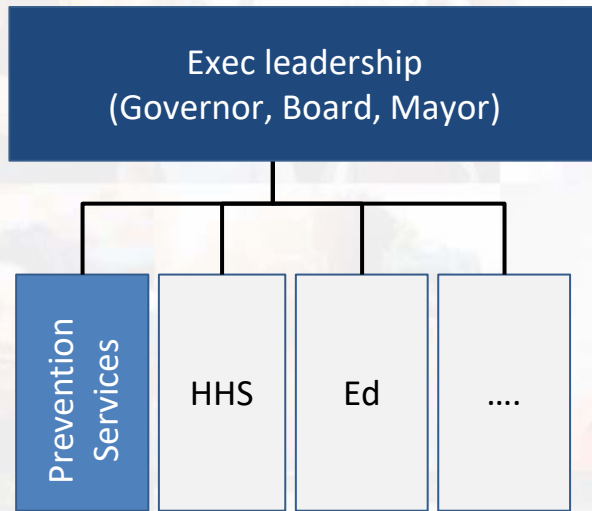 Exec leadership
(Governor, Board, Mayor)
Prevention
Services
HHS
Ed
....